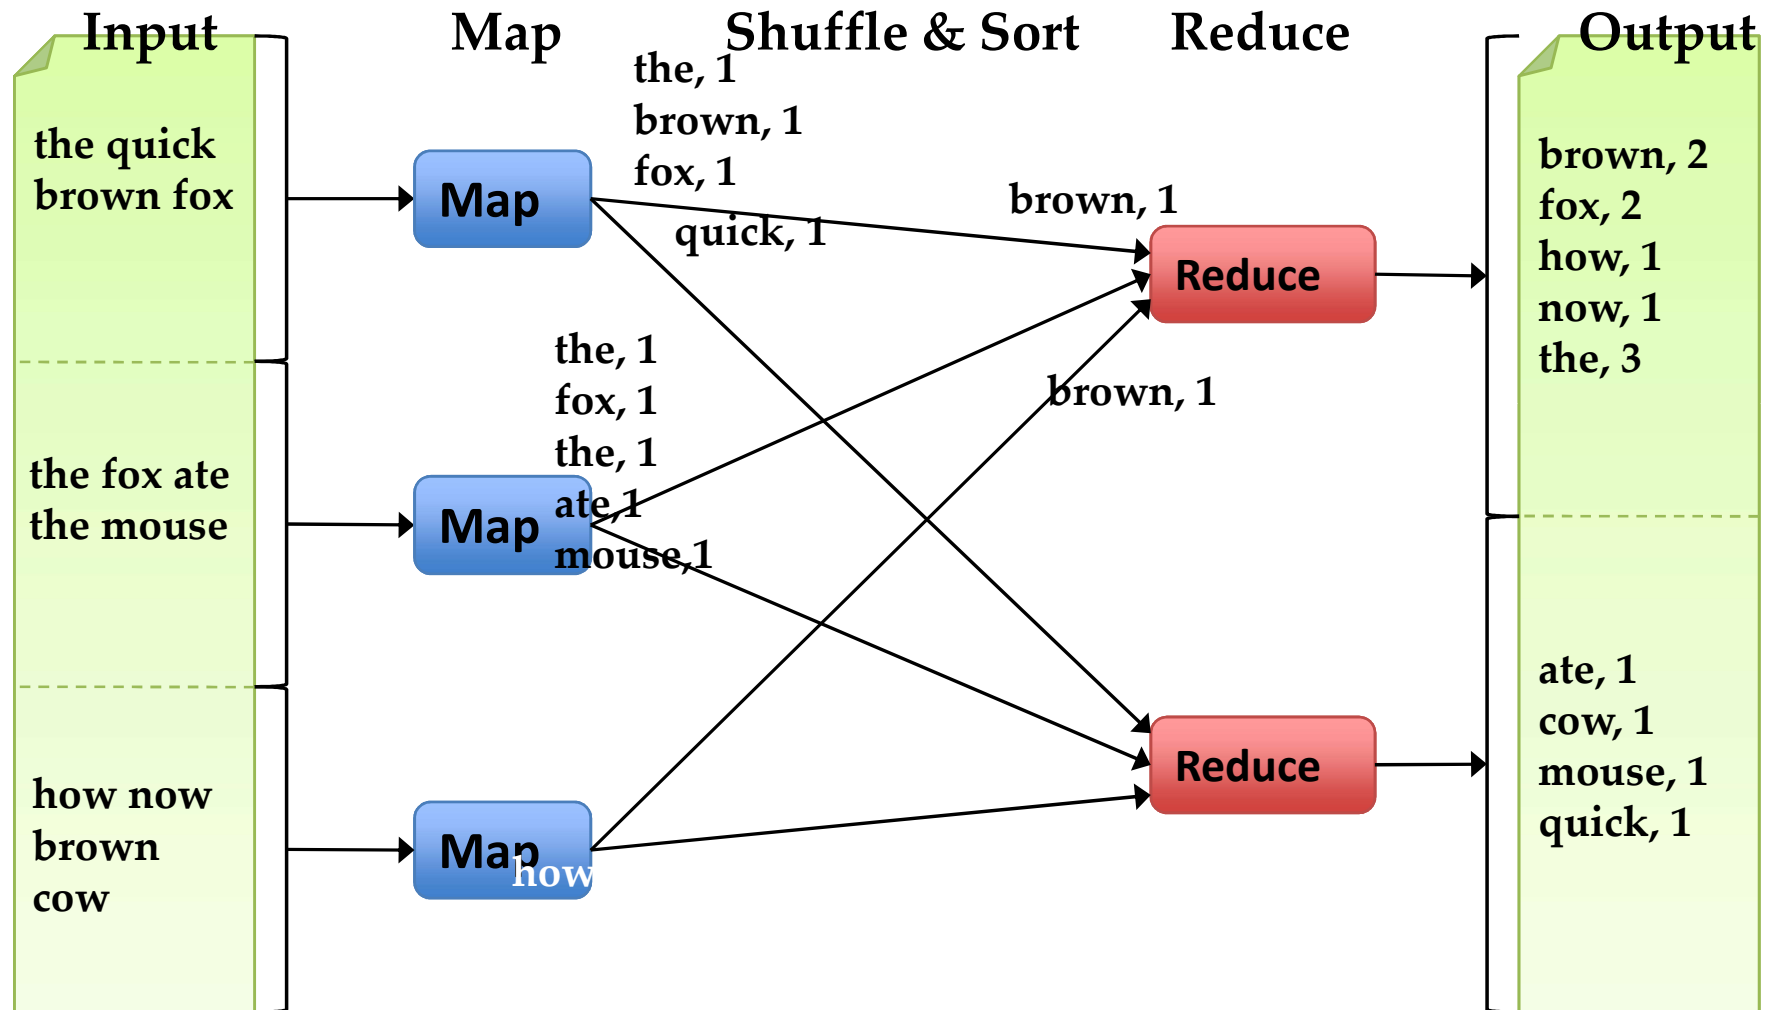 Input
Map
Shuffle & Sort
Reduce
Output
the quick
brown fox
the fox ate
the mouse
how now
brown
cow
Map
Map
Map
the, 1
brown, 1
fox, 1
quick, 1
the, 1
fox, 1
the, 1
ate,1
mouse,1
how
brown, 1
brown, 1
Reduce
Reduce
brown, 2
fox, 2
how, 1
now, 1
the, 3
ate, 1
cow, 1
mouse, 1
quick, 1